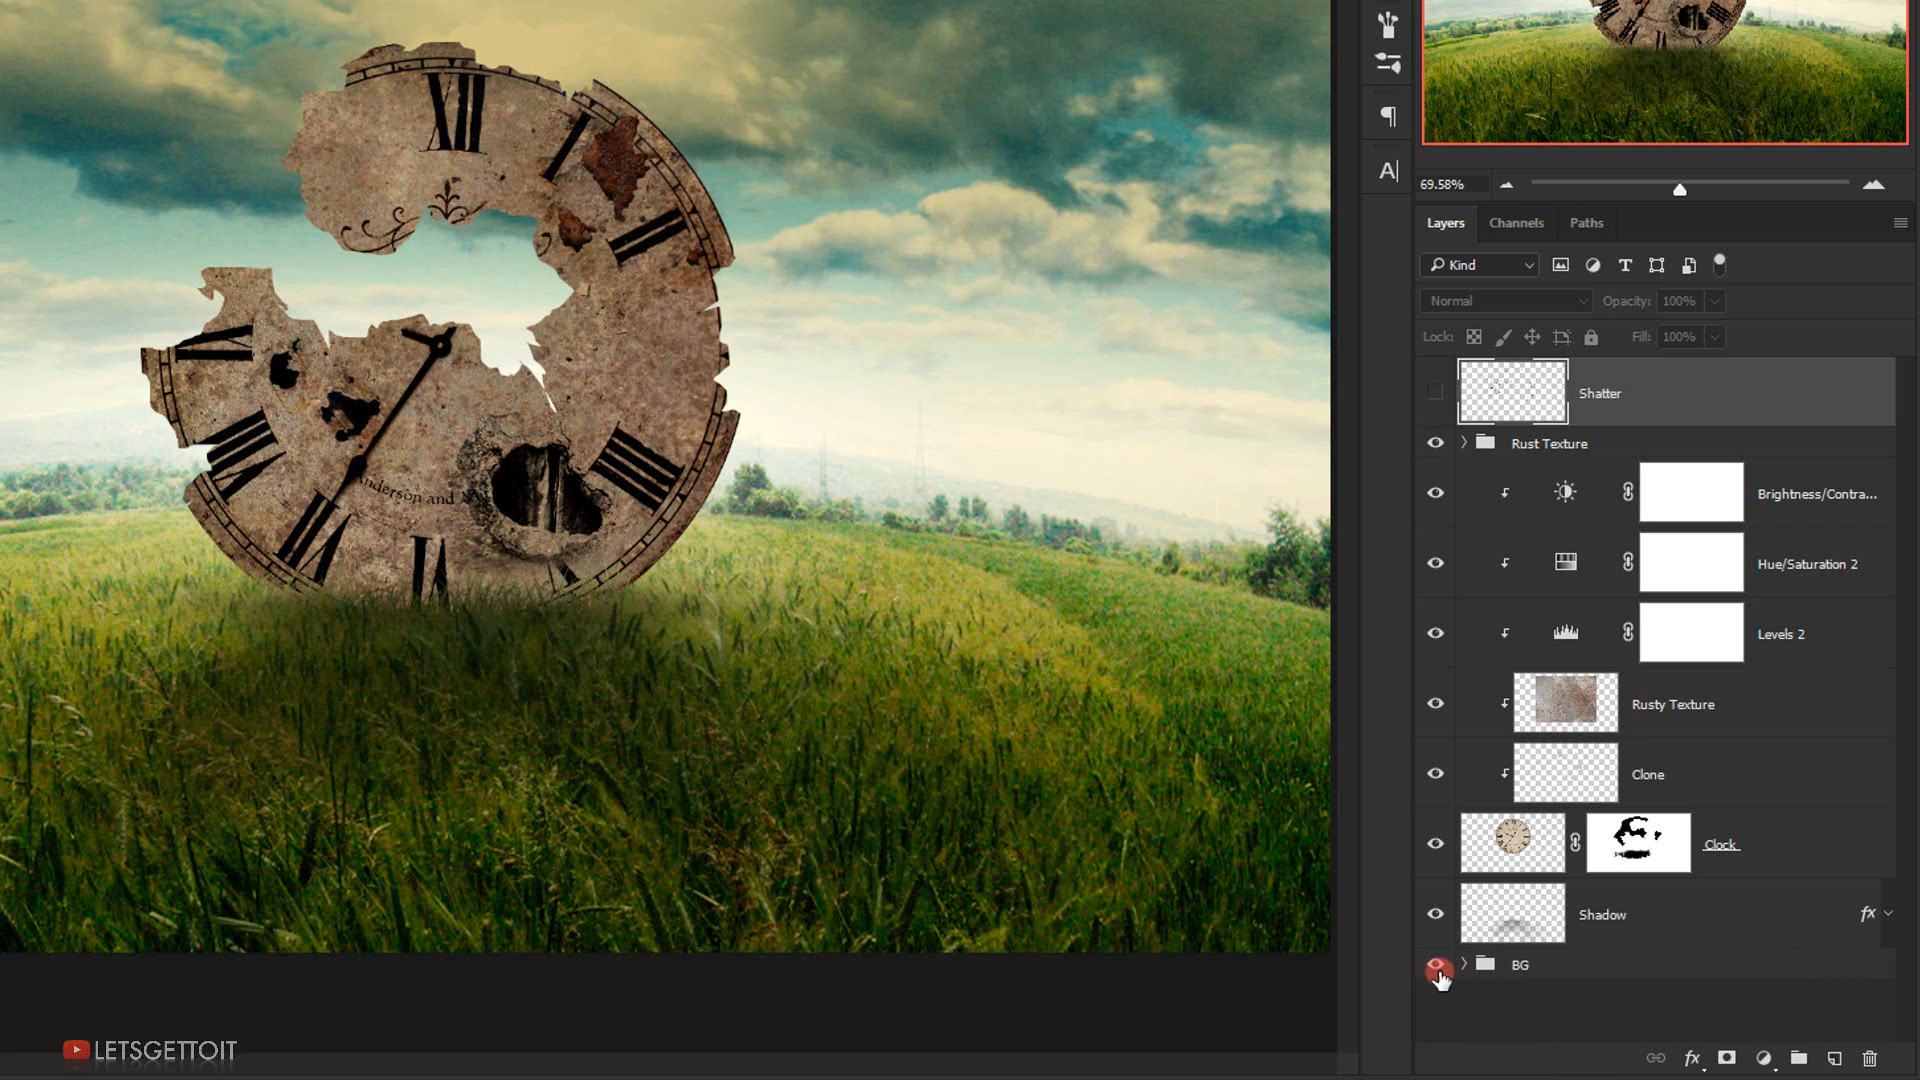 69.58%
Layers Channels Paths
Kind
Normal Opacity: 100%
Lock: Fill: 100%
Shatter
Rust Texture
Brightness/Contra...
Hue/Saturation 2
Levels 2
Rusty Texture
Clone
Clock
Shadow fx
BG
Anderson and
LETSGETTOIT
fx